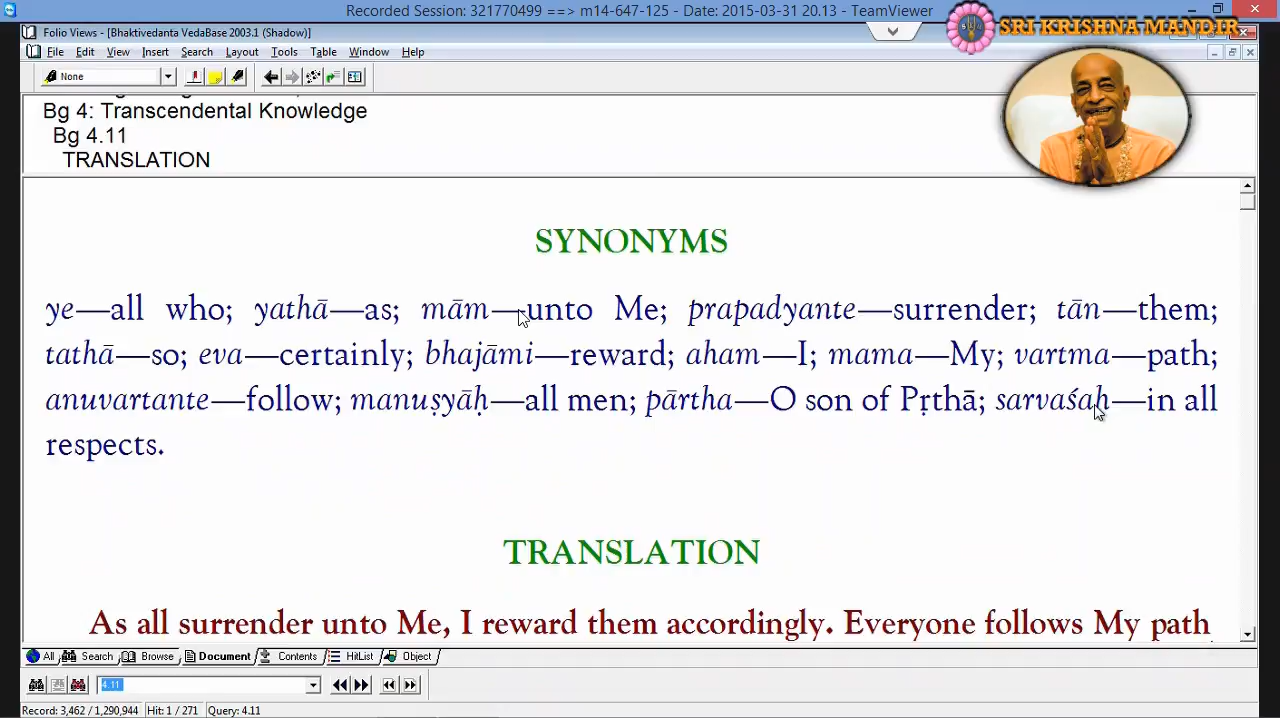 Recorded Session: 321770499 ==> m14-647-125 - Date: 2015-03-31 20.13 - TeamViewer
SRI KRISHNA MANDIR
Folio Views - [Bhaktivedanta VedaBase 2003.1 (Shadow)]
File Edit View Insert Search Layout Tools Table Window Help
None
Bg 4: Transcendental Knowledge
Bg 4.11
TRANSLATION
SYNONYMS
ye—all who; yathā—as; mām—unto Me; prapadyante—surrender; tān—them;
tathā—so; eva—certainly; bhajāmi—reward; aham—I; mama—My; vartma—path;
anuvartante—follow; manuṣyāḥ—all men; pārtha—O son of Pṛthā; sarvaśaḥ—in all
respects.
TRANSLATION
As all surrender unto Me, I reward them accordingly. Everyone follows My path
All Search Browse Document Contents HitList Object
4.11
Record: 3,462 / 1,290,944 Hit: 1 / 271 Query: 4.11